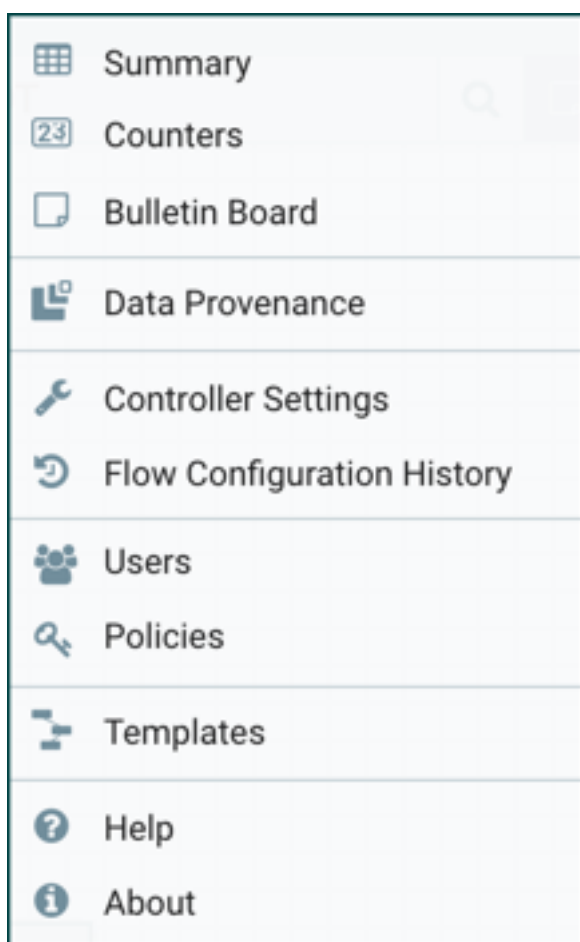 Summary
23 Counters
Bulletin Board
Data Provenance
Controller Settings
Flow Configuration History
Users
Policies
Templates
? Help
i About